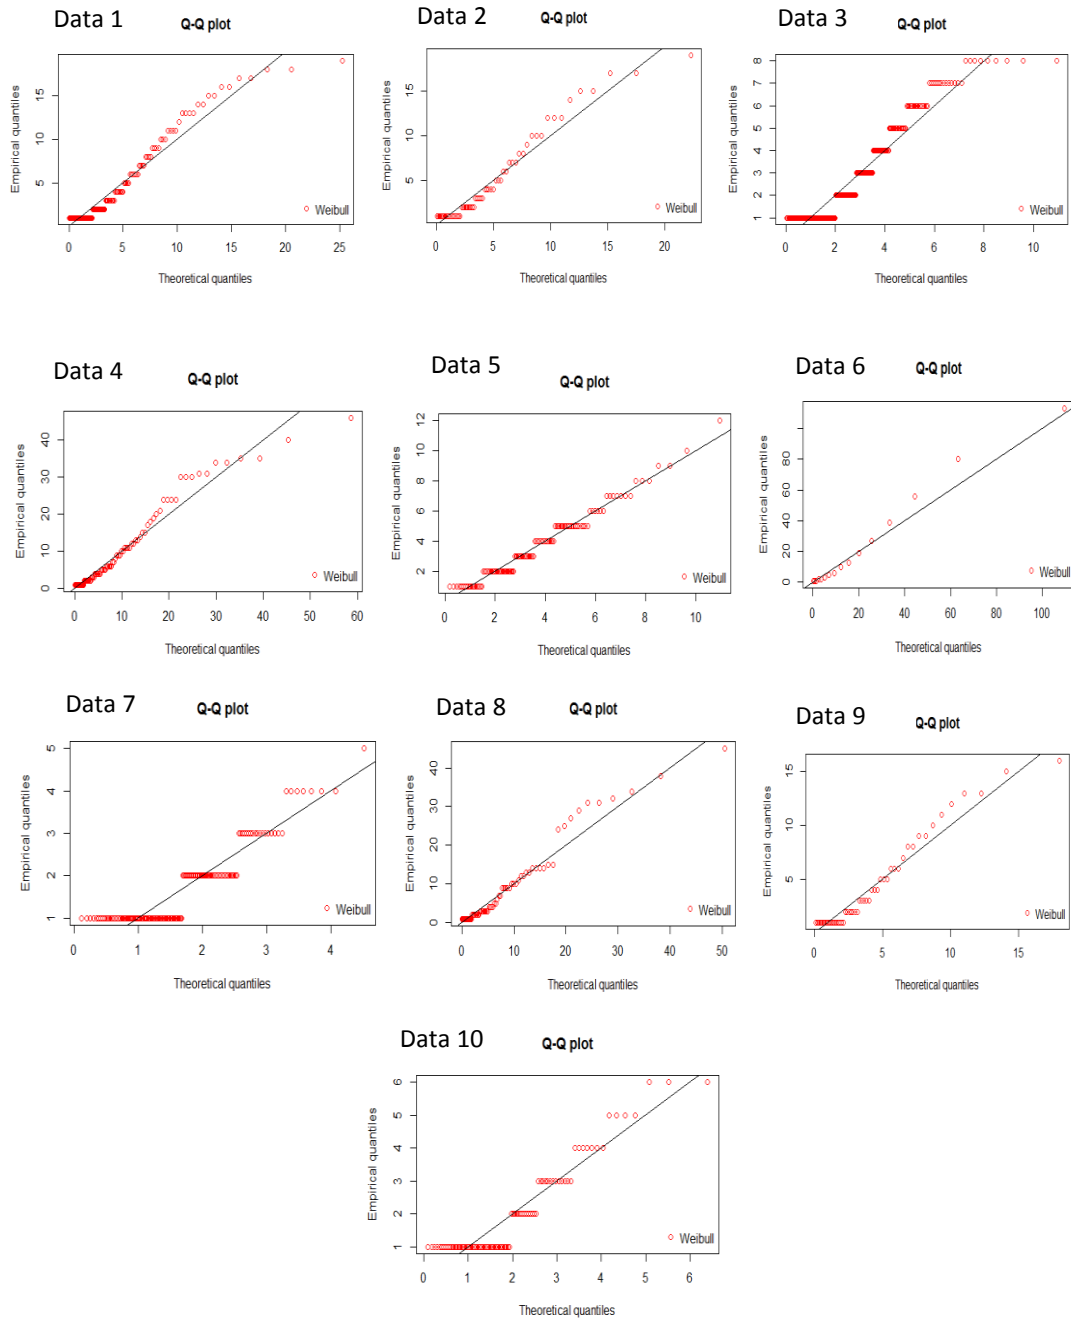 Data 1
Q-Q plot
Empirical quantiles
5 10 15
Weibull
0 5 10 15 20 25
Theoretical quantiles
Data 2
Q-Q plot
Empirical quantiles
5 10 15
Weibull
0 5 10 15 20
Theoretical quantiles
Data 3
Q-Q plot
Empirical quantiles
1 2 3 4 5 6 7 8
Weibull
0 2 4 6 8 10
Theoretical quantiles
Data 4
Q-Q plot
Empirical quantiles
0 10 20 30 40
Weibull
0 10 20 30 40 50 60
Theoretical quantiles
Data 5
Q-Q plot
Empirical quantiles
2 4 6 8 10 12
Weibull
0 2 4 6 8 10
Theoretical quantiles
Data 6
Q-Q plot
Empirical quantiles
0 20 40 60 80
Weibull
0 20 40 60 80 100
Theoretical quantiles
Data 7
Q-Q plot
Empirical quantiles
1 2 3 4 5
Weibull
0 1 2 3 4
Theoretical quantiles
Data 8
Q-Q plot
Empirical quantiles
0 10 20 30 40
Weibull
0 10 20 30 40 50
Theoretical quantiles
Data 9
Q-Q plot
Empirical quantiles
5 10 15
Weibull
0 5 10 15
Theoretical quantiles
Data 10
Q-Q plot
Empirical quantiles
1 2 3 4 5 6
Weibull
0 1 2 3 4 5 6
Theoretical quantiles